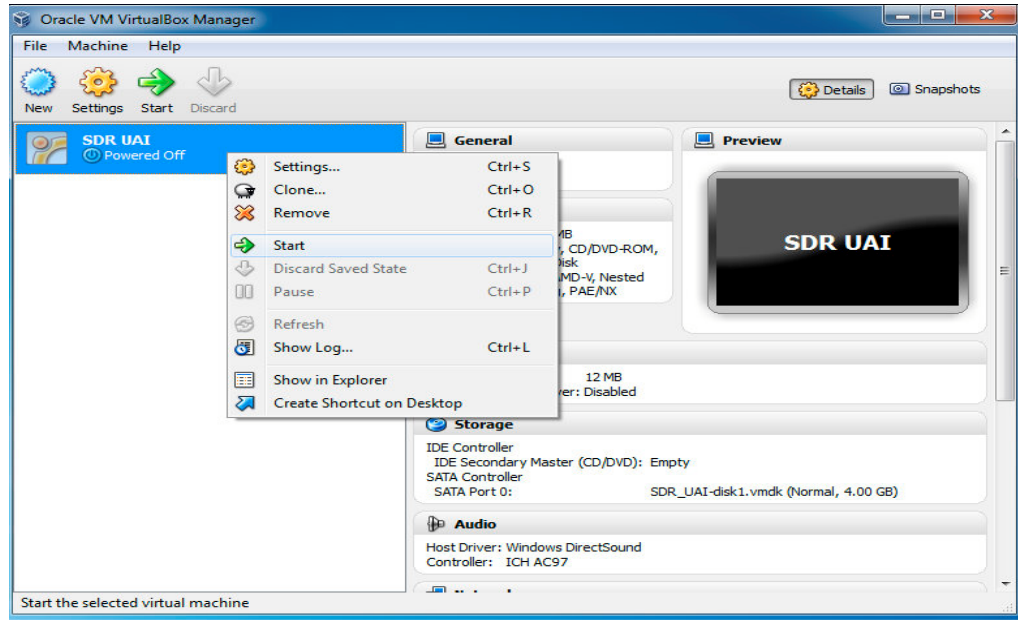 Oracle VM VirtualBox Manager
File Machine Help
New Settings Start Discard
Details Snapshots
SDR UAI
Powered Off
Settings... Ctrl+S
Clone... Ctrl+O
Remove Ctrl+R
Start
Discard Saved State Ctrl+J
Pause Ctrl+P
Refresh
Show Log... Ctrl+L
Show in Explorer
Create Shortcut on Desktop
General
MB
, CD/DVD-ROM,
Disk
AMD-V, Nested
, PAE/NX
Preview
SDR UAI
12 MB
ver: Disabled
Storage
IDE Controller
IDE Secondary Master (CD/DVD): Empty
SATA Controller
SATA Port 0: SDR_UAI-disk1.vmdk (Normal, 4.00 GB)
Audio
Host Driver: Windows DirectSound
Controller: ICH AC97
Start the selected virtual machine